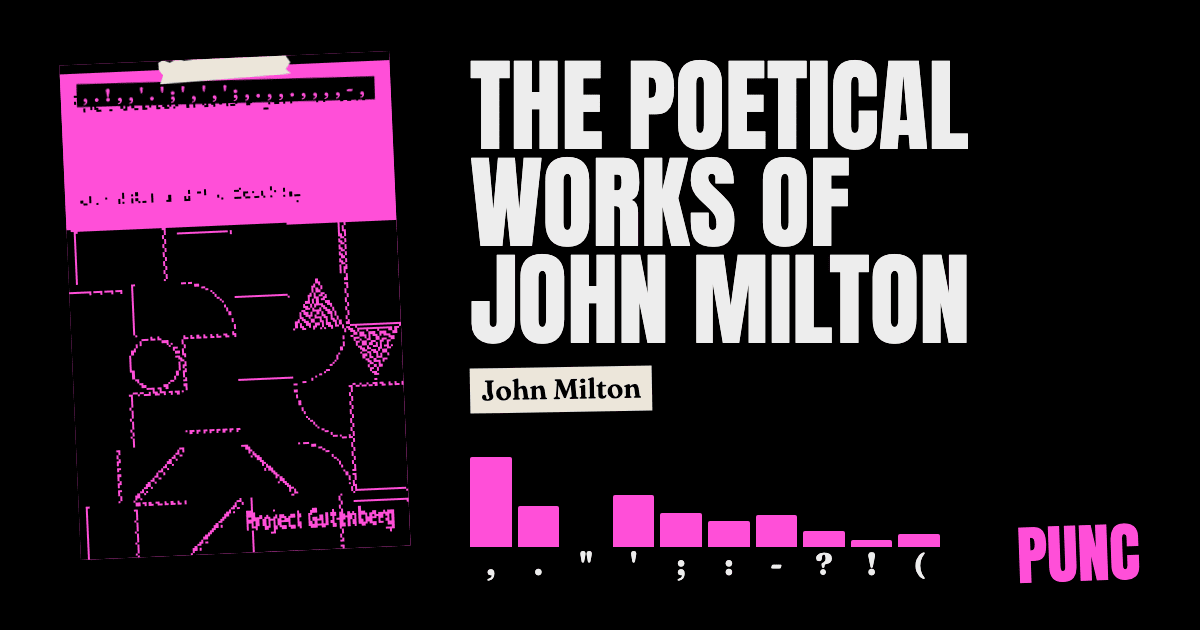 ,.!,,'.';',',';,.,,.,,,,-,
Project Gutenberg
THE POETICAL
WORKS OF
JOHN MILTON
John Milton
, . " ' ; : - ? ! (
PUNC